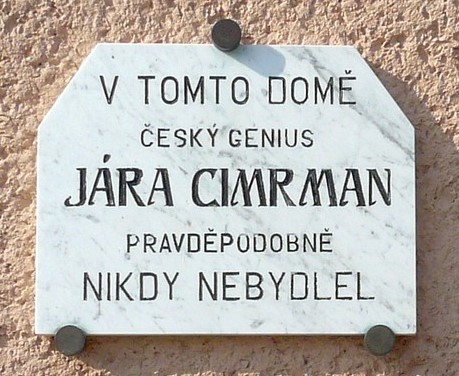 V TOMTO DOMĚ
ČESKÝ GENIUS
JÁRA CIMRMAN
PRAVDĚPODOBNĚ
NIKDY NEBYDLEL